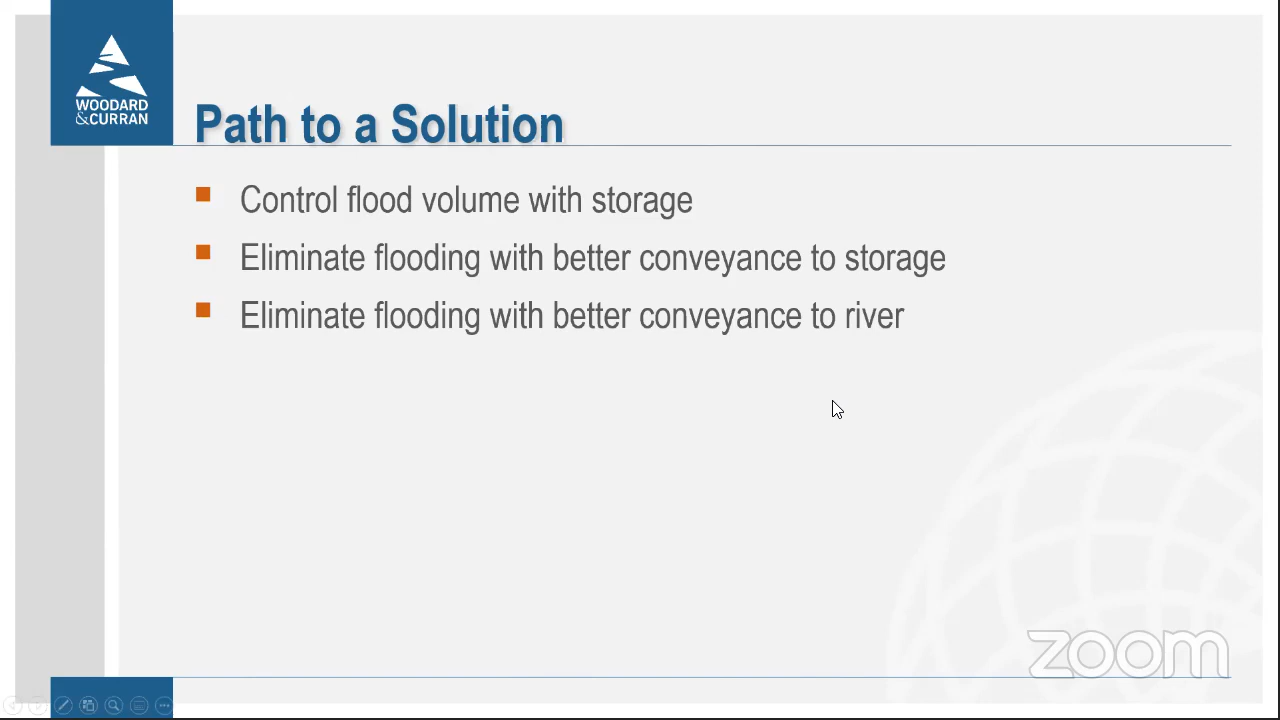 WOODARD
&CURRAN
Path to a Solution
Control flood volume with storage
Eliminate flooding with better conveyance to storage
Eliminate flooding with better conveyance to river
zoom